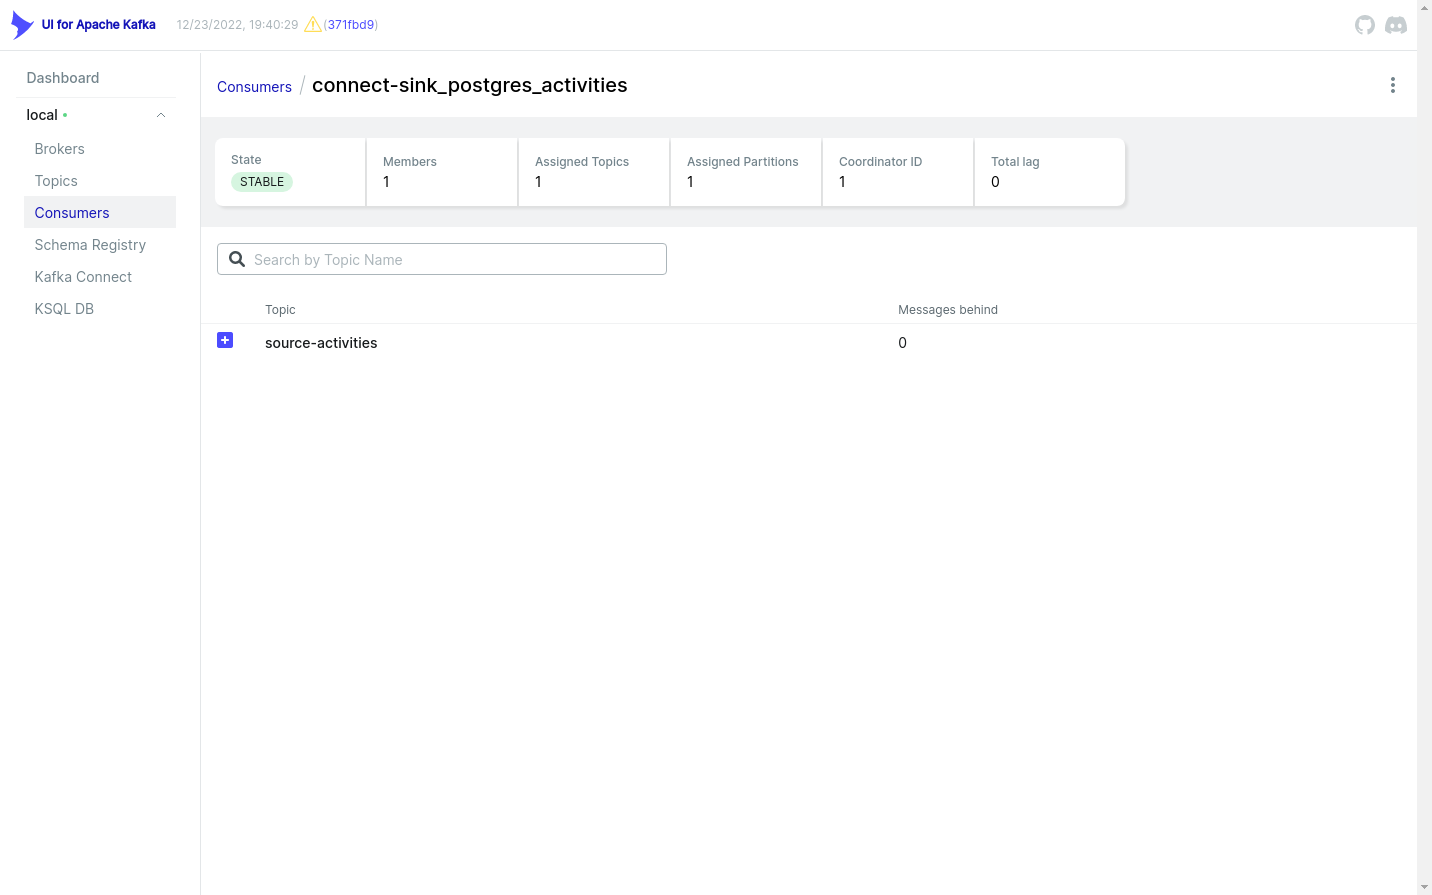 UI for Apache Kafka 12/23/2022, 19:40:29 (371fbd9)
Dashboard
local
Brokers
Topics
Consumers
Schema Registry
Kafka Connect
KSQL DB
Consumers / connect-sink_postgres_activities
State Members Assigned Topics Assigned Partitions Coordinator ID Total lag
STABLE 1 1 1 1 0
Search by Topic Name
Topic Messages behind
source-activities 0